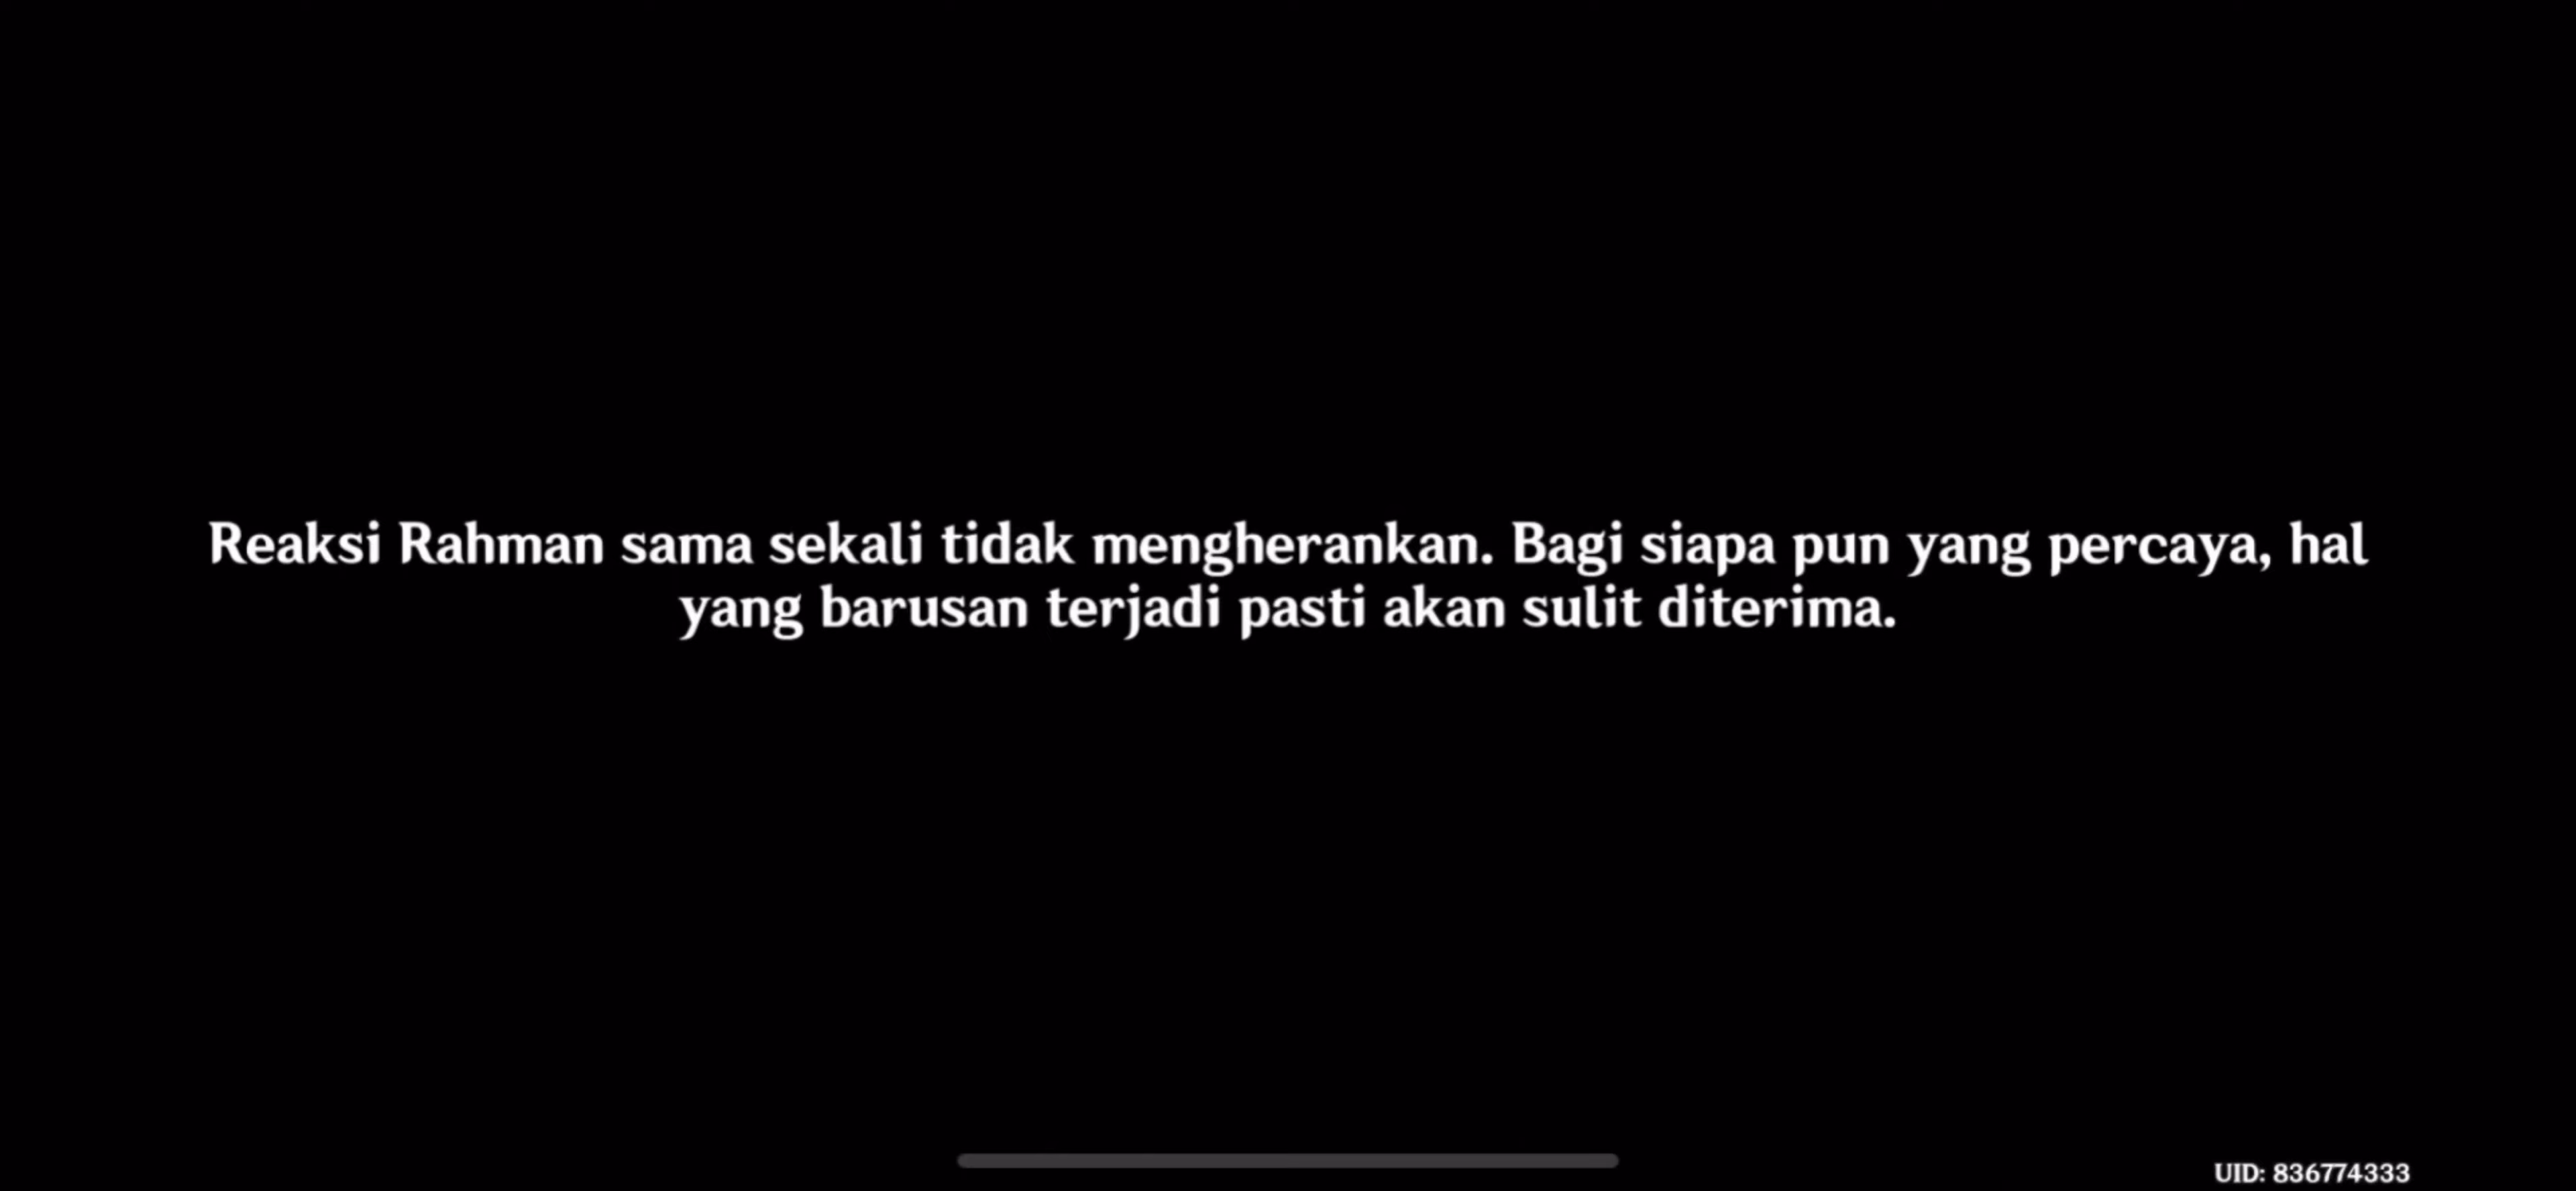 Reaksi Rahman sama sekali tidak mengherankan. Bagi siapa pun yang percaya, hal
yang barusan terjadi pasti akan sulit diterima.
UID: 836774333